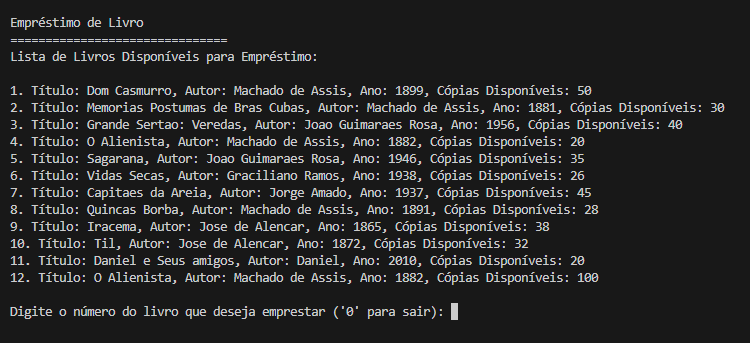 Empréstimo de Livro
===============================
Lista de Livros Disponíveis para Empréstimo:
1. Título: Dom Casmurro, Autor: Machado de Assis, Ano: 1899, Cópias Disponíveis: 50
2. Título: Memorias Postumas de Bras Cubas, Autor: Machado de Assis, Ano: 1881, Cópias Disponíveis: 30
3. Título: Grande Sertao: Veredas, Autor: Joao Guimaraes Rosa, Ano: 1956, Cópias Disponíveis: 40
4. Título: O Alienista, Autor: Machado de Assis, Ano: 1882, Cópias Disponíveis: 20
5. Título: Sagarana, Autor: Joao Guimaraes Rosa, Ano: 1946, Cópias Disponíveis: 35
6. Título: Vidas Secas, Autor: Graciliano Ramos, Ano: 1938, Cópias Disponíveis: 26
7. Título: Capitaes da Areia, Autor: Jorge Amado, Ano: 1937, Cópias Disponíveis: 45
8. Título: Quincas Borba, Autor: Machado de Assis, Ano: 1891, Cópias Disponíveis: 28
9. Título: Iracema, Autor: Jose de Alencar, Ano: 1865, Cópias Disponíveis: 38
10. Título: Til, Autor: Jose de Alencar, Ano: 1872, Cópias Disponíveis: 32
11. Título: Daniel e Seus amigos, Autor: Daniel, Ano: 2010, Cópias Disponíveis: 20
12. Título: O Alienista, Autor: Machado de Assis, Ano: 1882, Cópias Disponíveis: 100
Digite o número do livro que deseja emprestar ('0' para sair):